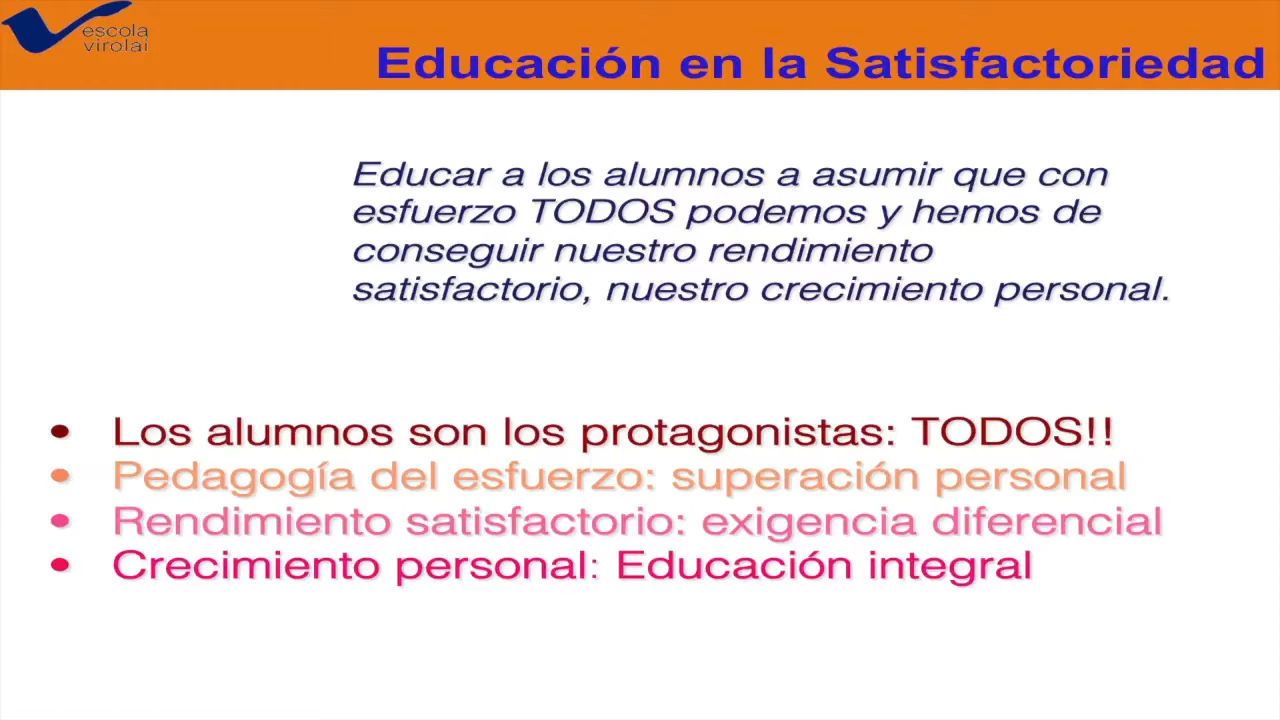 escola
virolai
Educación en la Satisfactoriedad
Educar a los alumnos a asumir que con
esfuerzo TODOS podemos y hemos de
conseguir nuestro rendimiento
satisfactorio, nuestro crecimiento personal.
• Los alumnos son los protagonistas: TODOS!!
• Pedagogía del esfuerzo: superación personal
• Rendimiento satisfactorio: exigencia diferencial
• Crecimiento personal: Educación integral